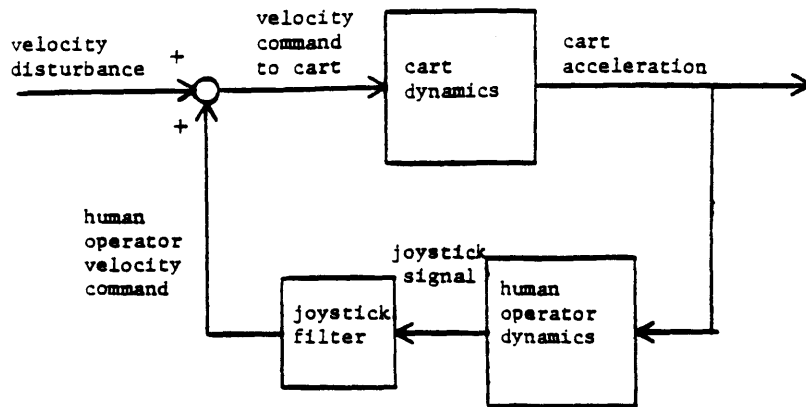 velocity
disturbance
+
+
velocity
command
to cart
cart
dynamics
cart
acceleration
human
operator
velocity
command
joystick
filter
joystick
signal
human
operator
dynamics